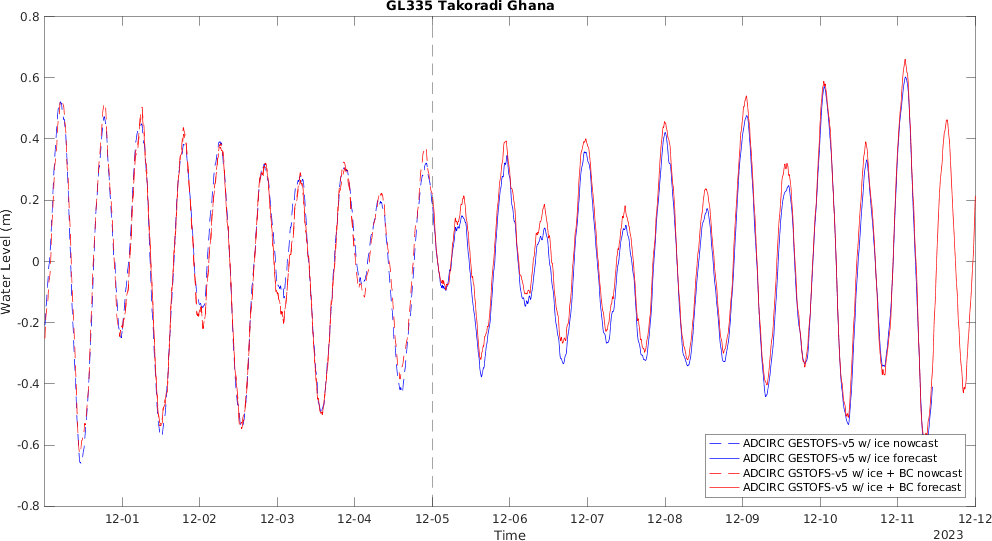 GL335 Takoradi Ghana
0.8
0.6
0.4
0.2
0
-0.2
-0.4
-0.6
-0.8
Water Level (m)
12-01 12-02 12-03 12-04 12-05 12-06 12-07 12-08 12-09 12-10 12-11 12-12
Time
2023
ADCIRC GESTOFS-v5 w/ ice nowcast
ADCIRC GESTOFS-v5 w/ ice forecast
ADCIRC GSTOFS-v5 w/ ice + BC nowcast
ADCIRC GSTOFS-v5 w/ ice + BC forecast